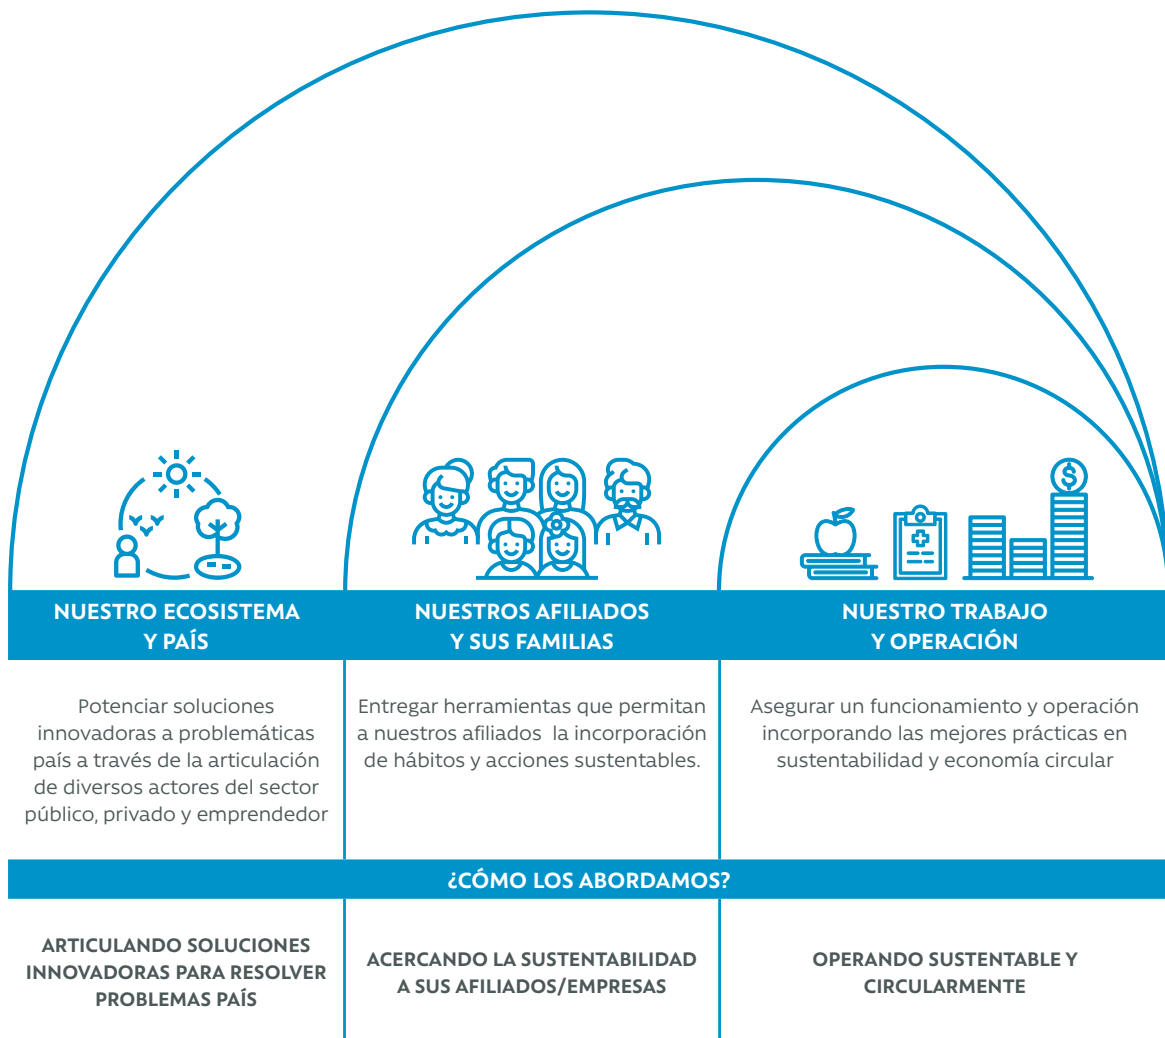 $
NUESTRO ECOSISTEMA
Y PAÍS
NUESTROS AFILIADOS
Y SUS FAMILIAS
NUESTRO TRABAJO
Y OPERACIÓN
Potenciar soluciones
innovadoras a problemáticas
país a través de la articulación
de diversos actores del sector
público, privado y emprendedor
Entregar herramientas que permitan
a nuestros afiliados  la incorporación
de hábitos y acciones sustentables.
Asegurar un funcionamiento y operación
incorporando las mejores prácticas en
sustentabilidad y economía circular
¿CÓMO LOS ABORDAMOS?
ARTICULANDO SOLUCIONES
INNOVADORAS PARA RESOLVER
PROBLEMAS PAÍS
ACERCANDO LA SUSTENTABILIDAD
A SUS AFILIADOS/EMPRESAS
OPERANDO SUSTENTABLE Y
CIRCULARMENTE